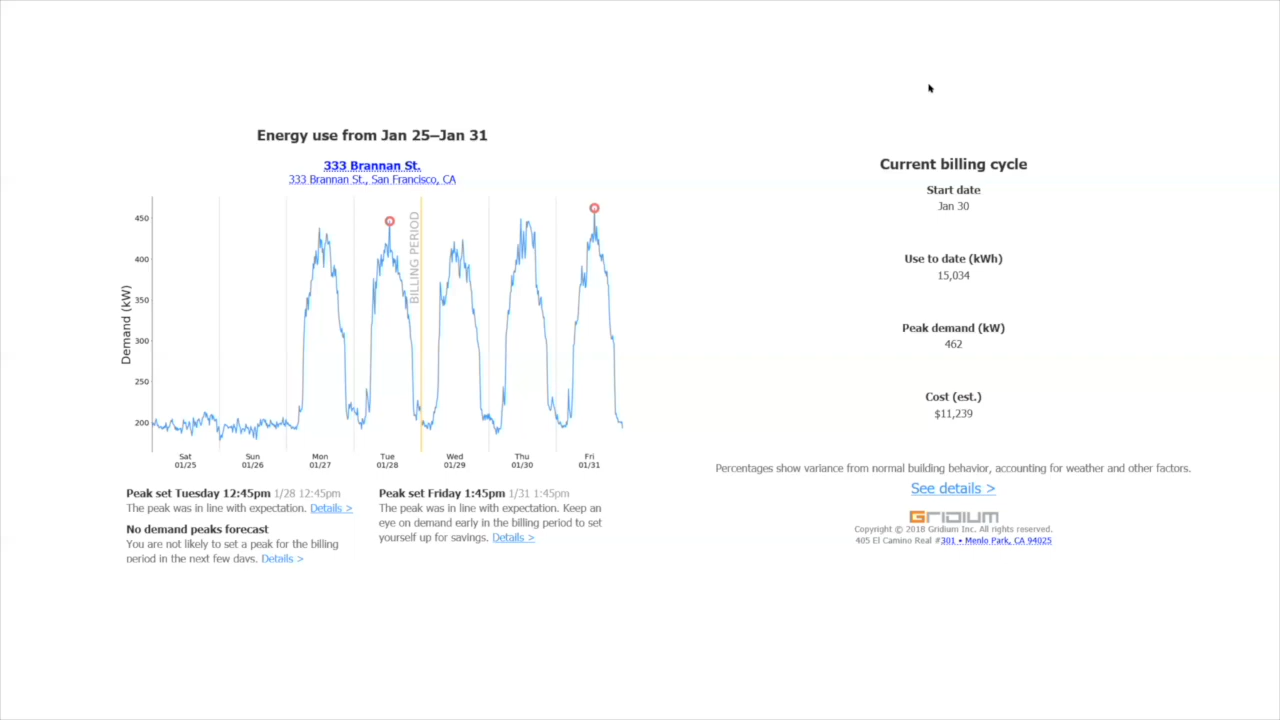 Energy use from Jan 25–Jan 31
333 Brannan St.
333 Brannan St., San Francisco, CA
Demand (kW)
450
400
350
300
250
200
BILLING PERIOD
Sat
01/25
Sun
01/26
Mon
01/27
Tue
01/28
Wed
01/29
Thu
01/30
Fri
01/31
Peak set Tuesday 12:45pm 1/28 12:45pm
The peak was in line with expectation. Details >
No demand peaks forecast
You are not likely to set a peak for the billing
period in the next few days. Details >
Peak set Friday 1:45pm 1/31 1:45pm
The peak was in line with expectation. Keep an
eye on demand early in the billing period to set
yourself up for savings. Details >
Current billing cycle
Start date
Jan 30
Use to date (kWh)
15,034
Peak demand (kW)
462
Cost (est.)
$11,239
Percentages show variance from normal building behavior, accounting for weather and other factors.
See details >
GRIDIUM
Copyright © 2018 Gridium Inc. All rights reserved.
405 El Camino Real #301 • Menlo Park, CA 94025